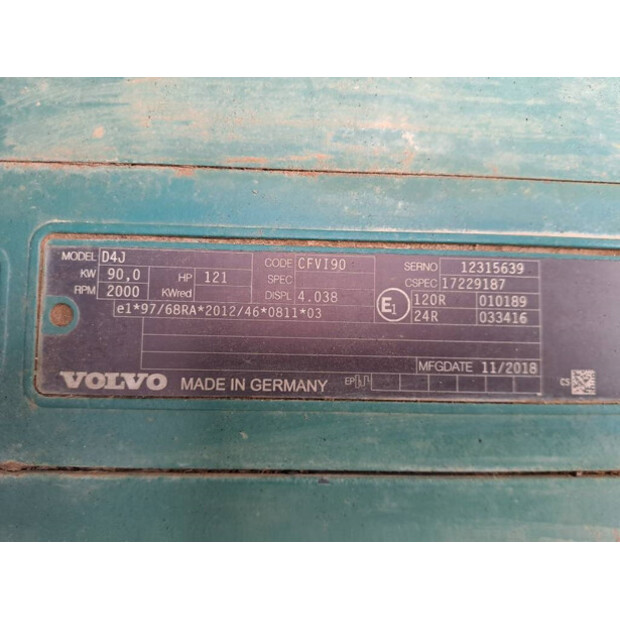 MODEL D4J CODE CFVI90 SERNO 12315639
KW 90,0 HP 121 SPEC CSPEC 17229187
RPM 2000 KWred DISPL 4.038 E1 120R 010189
e1*97/68RA*2012/46*0811*03 24R 033416
MFGDATE 11/2018
VOLVO MADE IN GERMANY EP CS